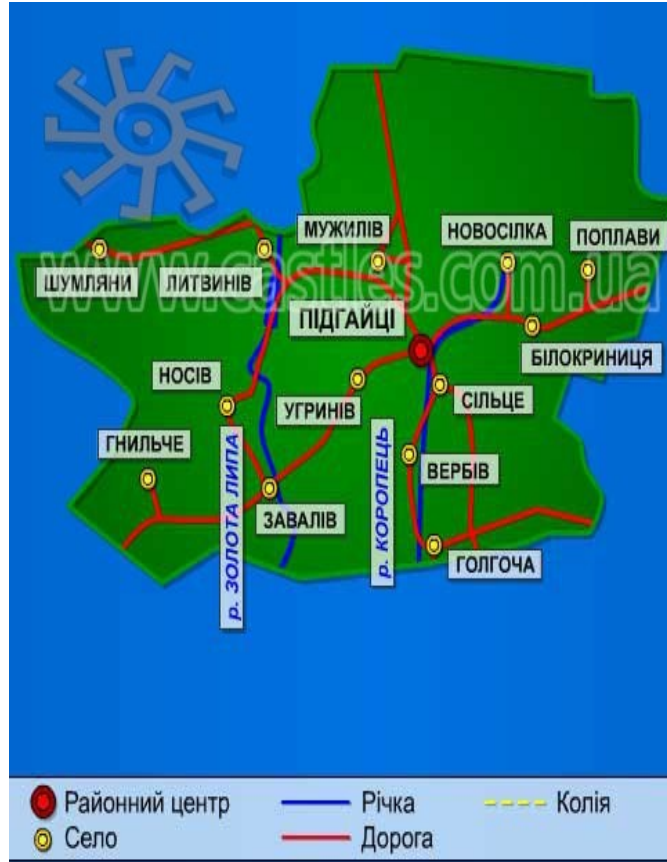 МУЖИЛІВ
НОВОСІЛКА
ПОПЛАВИ
www.castles.com.ua
ШУМЛЯНИ
ЛИТВИНІВ
ПІДГАЙЦІ
БІЛОКРИНИЦЯ
НОСІВ
УГРИНІВ
СІЛЬЦЕ
ГНИЛЬЧЕ
р. ЗОЛОТА ЛИПА
р. КОРОПЕЦЬ
ВЕРБІВ
ЗАВАЛІВ
ГОЛГОЧА
Районний центр
Річка
Колія
Село
Дорога